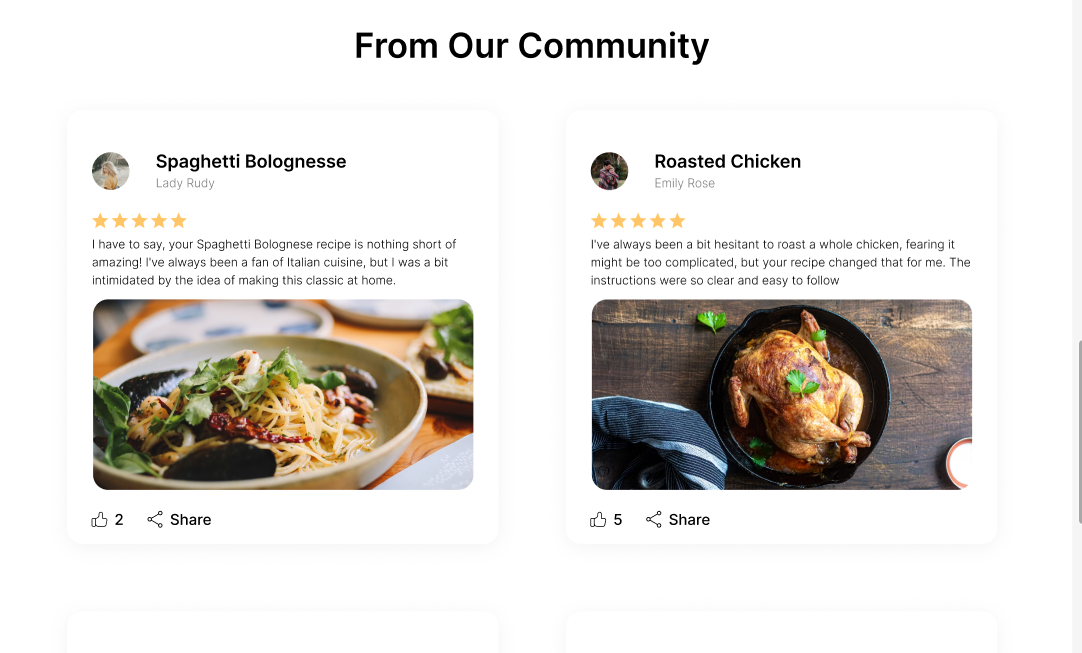 From Our Community
Spaghetti Bolognesse
Lady Rudy
I have to say, your Spaghetti Bolognese recipe is nothing short of
amazing! I've always been a fan of Italian cuisine, but I was a bit
intimidated by the idea of making this classic at home.
2 Share
Roasted Chicken
Emily Rose
I've always been a bit hesitant to roast a whole chicken, fearing it
might be too complicated, but your recipe changed that for me. The
instructions were so clear and easy to follow
5 Share